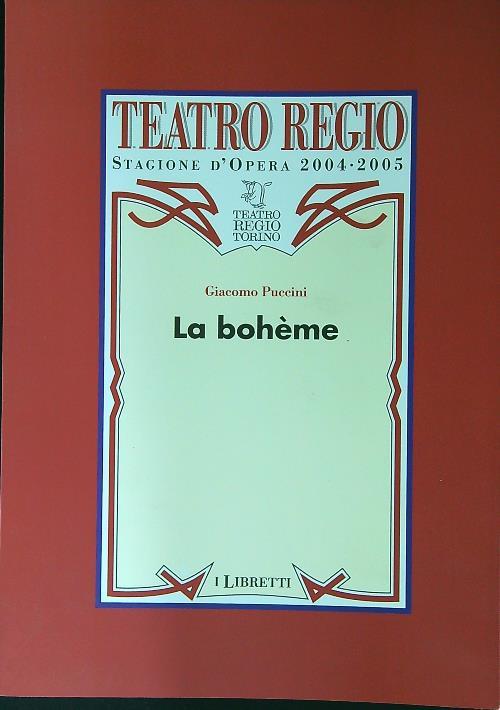 TEATRO REGIO
STAGIONE D'OPERA 2004-2005
TEATRO
REGIO
TORINO
Giacomo Puccini
La bohème
I LIBRETTI